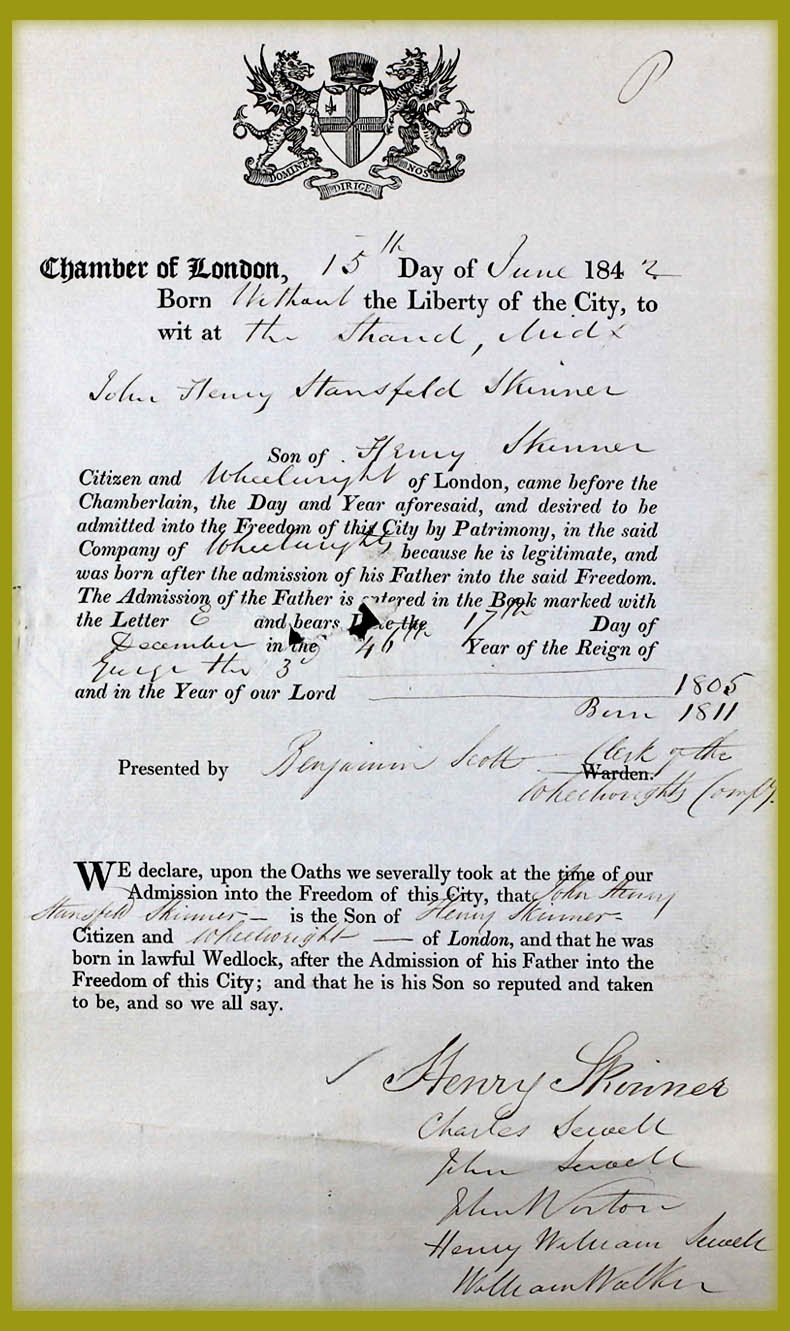 DOMINE DIRIGE NOS
P
Chamber of London, 15th Day of June 1842
Born Without the Liberty of the City, to
wit at the Strand, Midx
John Henry Stansfeld Skinner
Son of Henry Skinner
Citizen and Wheelwright of London, came before the
Chamberlain, the Day and Year aforesaid, and desired to be
admitted into the Freedom of this City by Patrimony, in the said
Company of Wheelwrights because he is legitimate, and
was born after the admission of his Father into the said Freedom.
The Admission of the Father is entered in the Book marked with
the Letter and bears Date the 17th Day of
December in the 46th Year of the Reign of
George the 3d
and in the Year of our Lord 1805
Born 1811
Presented by Benjamin Scott Clerk of the
Warden.
Wheelwrights Compy.
WE declare, upon the Oaths we severally took at the time of our
Admission into the Freedom of this City, that John Henry
Stansfeld Skinner — is the Son of Henry Skinner
Citizen and Wheelwright — of London, and that he was
born in lawful Wedlock, after the Admission of his Father into the
Freedom of this City; and that he is his Son so reputed and taken
to be, and so we all say.
Henry Skinner
Charles Sewell
John Sewell
John Norton
Henry William Sewell
William Walker